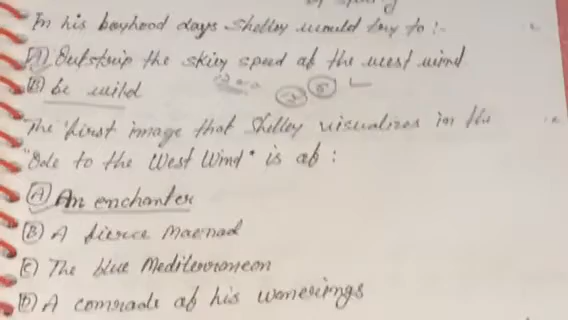 In his boyhood days Shelley would try to :-
(A) Outstrip the skiey speed of the west wind
(B) be wild
The first image that Shelley visualizes in the
"Ode to the West Wind" is of :
(A) An enchanter
(B) A fierce Maenad
(C) The blue Mediterranean
(D) A comrade of his wanerings